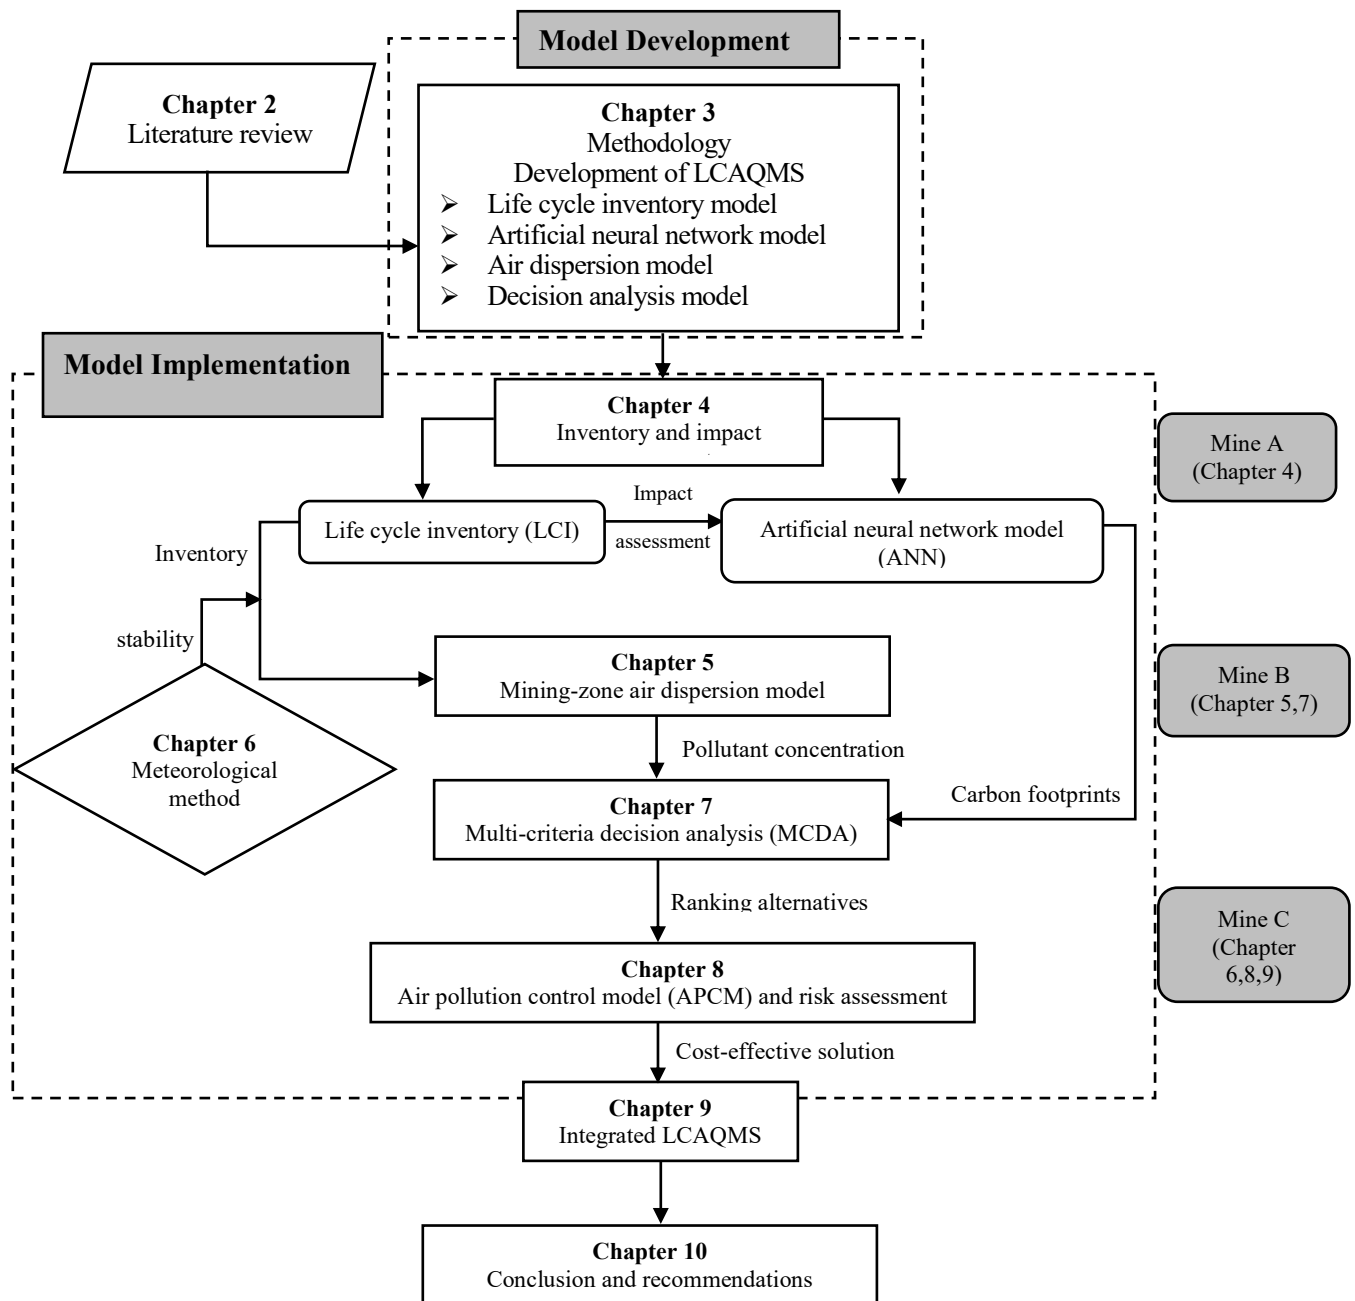 Model Development
Chapter 2
Literature review
Chapter 3
Methodology
Development of LCAQMS
➢ Life cycle inventory model
➢ Artificial neural network model
➢ Air dispersion model
➢ Decision analysis model
Model Implementation
Chapter 4
Inventory and impact
Mine A
(Chapter 4)
Life cycle inventory (LCI)
Impact
assessment
Artificial neural network model
(ANN)
Inventory
stability
Chapter 5
Mining-zone air dispersion model
Mine B
(Chapter 5,7)
Chapter 6
Meteorological
method
Pollutant concentration
Carbon footprints
Chapter 7
Multi-criteria decision analysis (MCDA)
Ranking alternatives
Mine C
(Chapter
6,8,9)
Chapter 8
Air pollution control model (APCM) and risk assessment
Cost-effective solution
Chapter 9
Integrated LCAQMS
Chapter 10
Conclusion and recommendations